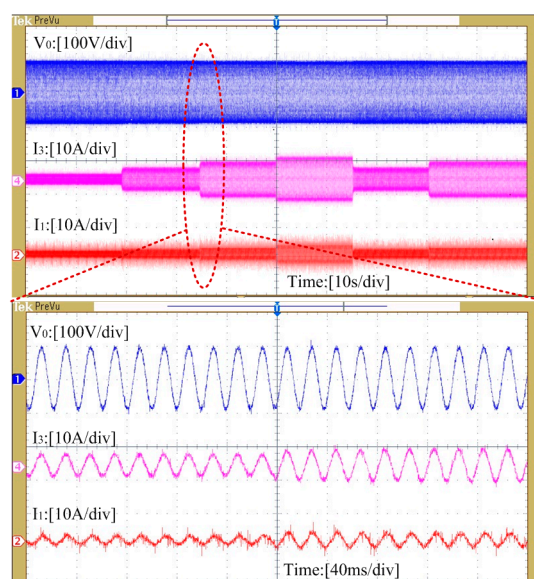 Tek PreVu
T
V₀:[100V/div]
1
I₃:[10A/div]
4
I₁:[10A/div]
2
Time:[10s/div]
Tek PreVu
T
V₀:[100V/div]
1
I₃:[10A/div]
4
I₁:[10A/div]
2
Time:[40ms/div]